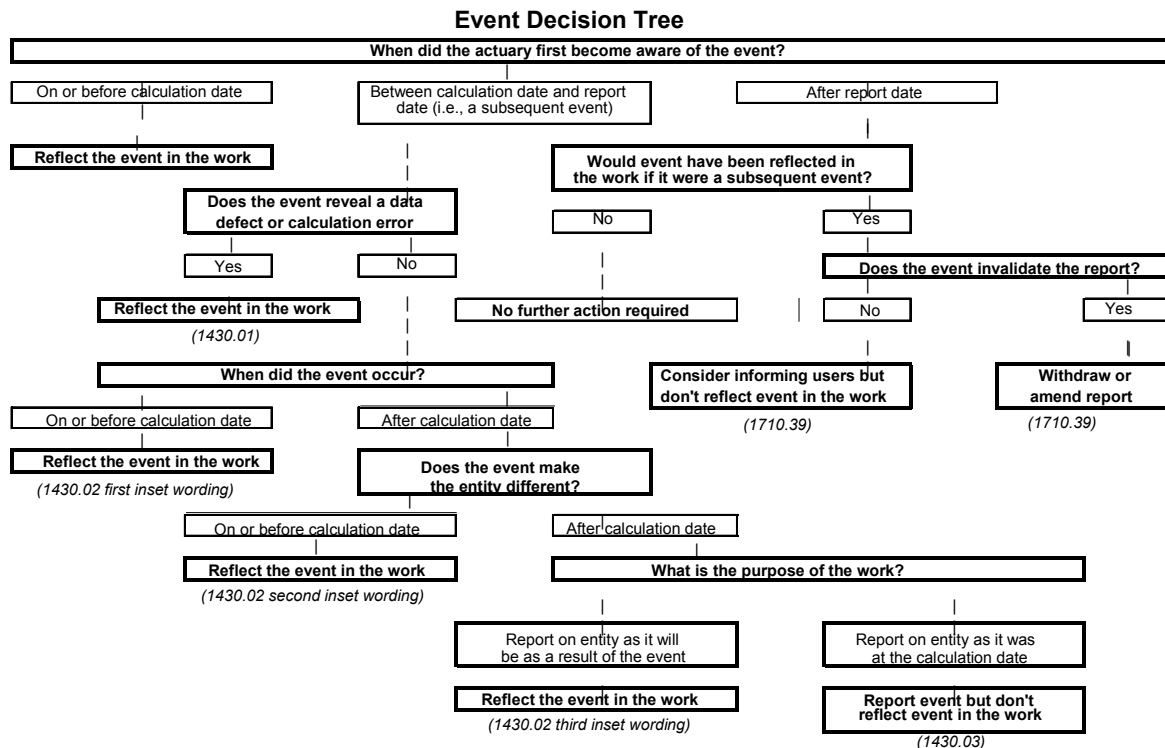 Event Decision Tree
When did the actuary first become aware of the event?
On or before calculation date
Between calculation date and report
date (i.e., a subsequent event)
After report date
Reflect the event in the work
Would event have been reflected in
the work if it were a subsequent event?
Does the event reveal a data
defect or calculation error
No
Yes
Yes
No
Does the event invalidate the report?
Reflect the event in the work
(1430.01)
No further action required
No
Yes
When did the event occur?
Consider informing users but
don't reflect event in the work
(1710.39)
Withdraw or
amend report
(1710.39)
On or before calculation date
After calculation date
Reflect the event in the work
(1430.02 first inset wording)
Does the event make
the entity different?
On or before calculation date
After calculation date
Reflect the event in the work
(1430.02 second inset wording)
What is the purpose of the work?
Report on entity as it will
be as a result of the event
Report on entity as it was
at the calculation date
Reflect the event in the work
(1430.02 third inset wording)
Report event but don't
reflect event in the work
(1430.03)